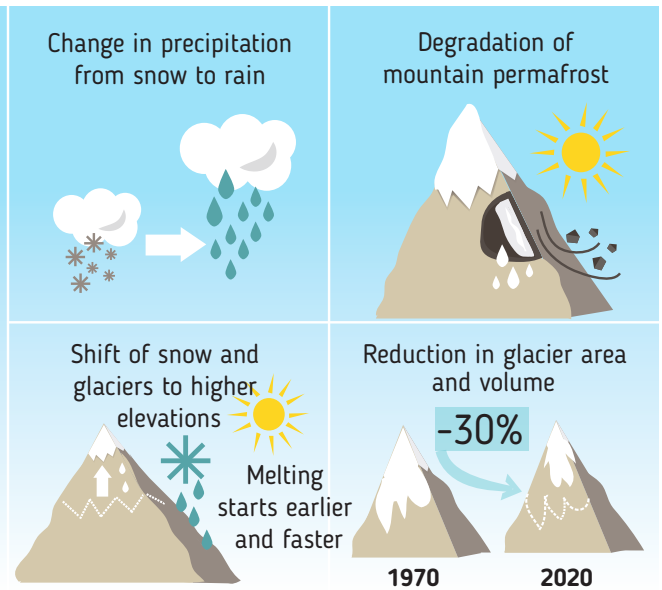 Change in precipitation
from snow to rain
Degradation of
mountain permafrost
Shift of snow and
glaciers to higher
elevations
Melting
starts earlier
and faster
Reduction in glacier area
and volume
-30%
1970
2020